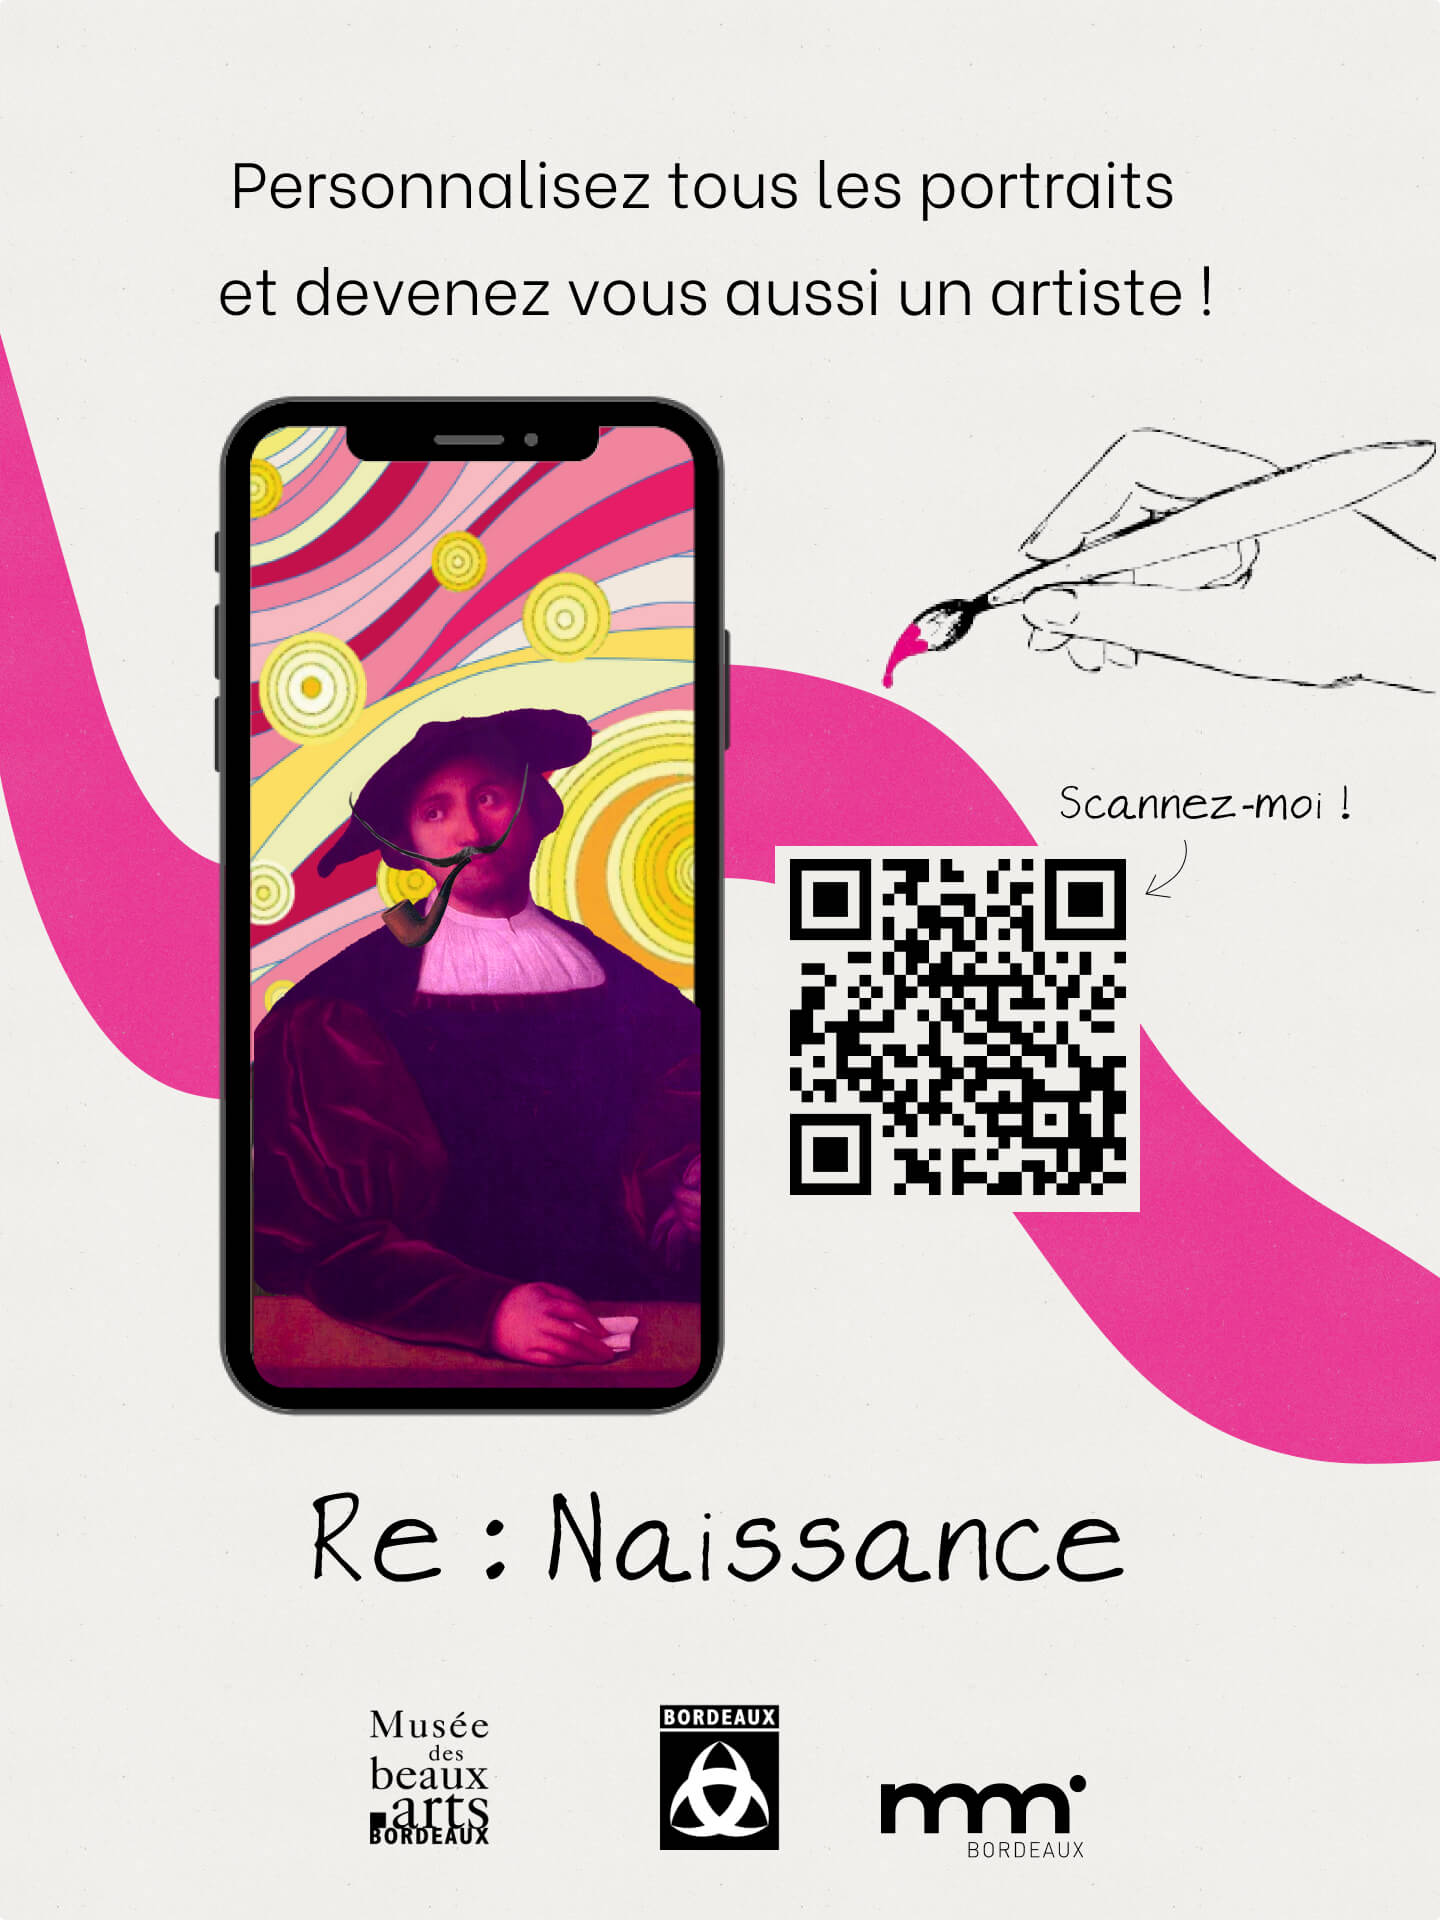 Personnalisez tous les portraits
et devenez vous aussi un artiste !
Scannez-moi !
Re : Naissance
Musée
des
beaux
arts
BORDEAUX
BORDEAUX
mmi
BORDEAUX